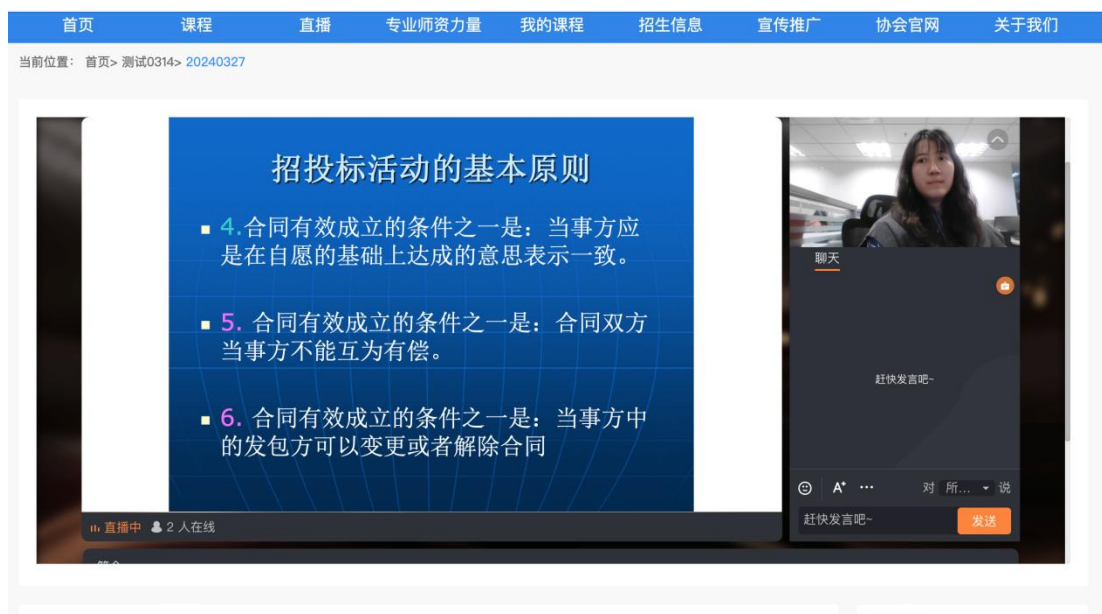 首页 课程 直播 专业师资力量 我的课程 招生信息 宣传推广 协会官网 关于我们
当前位置： 首页> 测试0314> 20240327
招投标活动的基本原则
4.合同有效成立的条件之一是：当事方应
是在自愿的基础上达成的意思表示一致。
5. 合同有效成立的条件之一是：合同双方
当事方不能互为有偿。
6. 合同有效成立的条件之一是：当事方中
的发包方可以变更或者解除合同
直播中 2 人在线
聊天
赶快发言吧~
A+ ··· 对 所... 说
赶快发言吧~ 发送